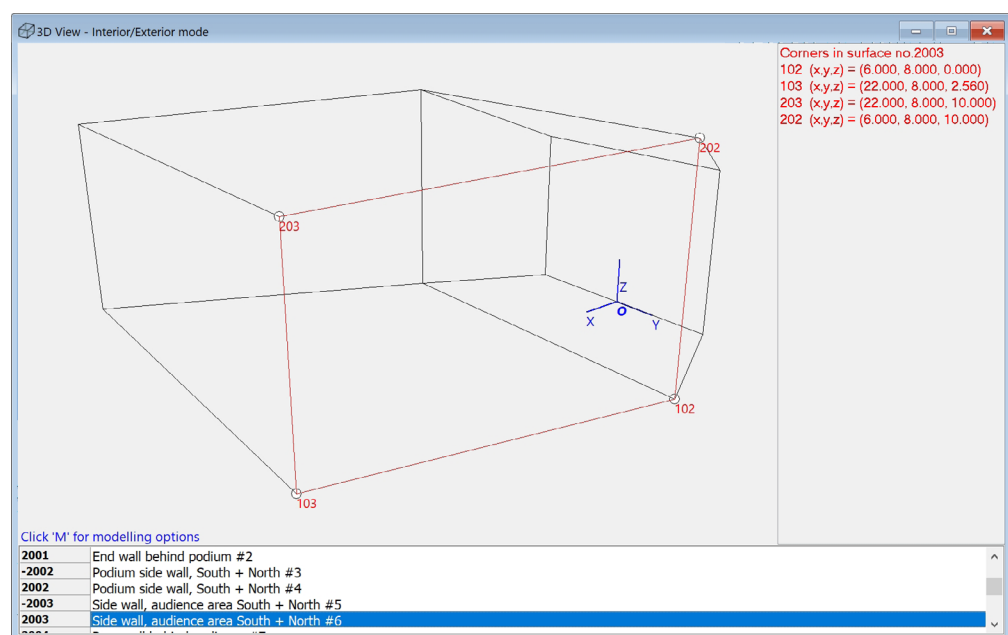 3D View - Interior/Exterior mode
Corners in surface no.2003
102 (x,y,z) = (6.000, 8.000, 0.000)
103 (x,y,z) = (22.000, 8.000, 2.560)
203 (x,y,z) = (22.000, 8.000, 10.000)
202 (x,y,z) = (6.000, 8.000, 10.000)
202
203
Z
O
X
Y
102
103
Click 'M' for modelling options
2001 End wall behind podium #2
-2002 Podium side wall, South + North #3
2002 Podium side wall, South + North #4
-2003 Side wall, audience area South + North #5
2003 Side wall, audience area South + North #6